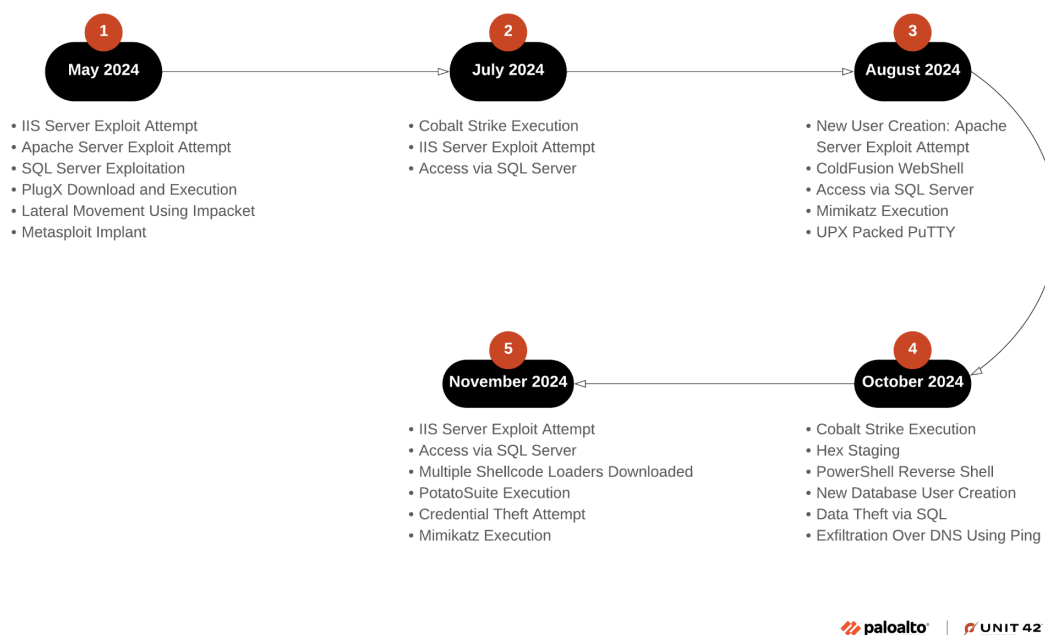 1
May 2024
• IIS Server Exploit Attempt
• Apache Server Exploit Attempt
• SQL Server Exploitation
• PlugX Download and Execution
• Lateral Movement Using Impacket
• Metasploit Implant
2
July 2024
• Cobalt Strike Execution
• IIS Server Exploit Attempt
• Access via SQL Server
3
August 2024
• New User Creation: Apache
Server Exploit Attempt
• ColdFusion WebShell
• Access via SQL Server
• Mimikatz Execution
• UPX Packed PuTTY
4
October 2024
• Cobalt Strike Execution
• Hex Staging
• PowerShell Reverse Shell
• New Database User Creation
• Data Theft via SQL
• Exfiltration Over DNS Using Ping
5
November 2024
• IIS Server Exploit Attempt
• Access via SQL Server
• Multiple Shellcode Loaders Downloaded
• PotatoSuite Execution
• Credential Theft Attempt
• Mimikatz Execution
paloalto
UNIT 42